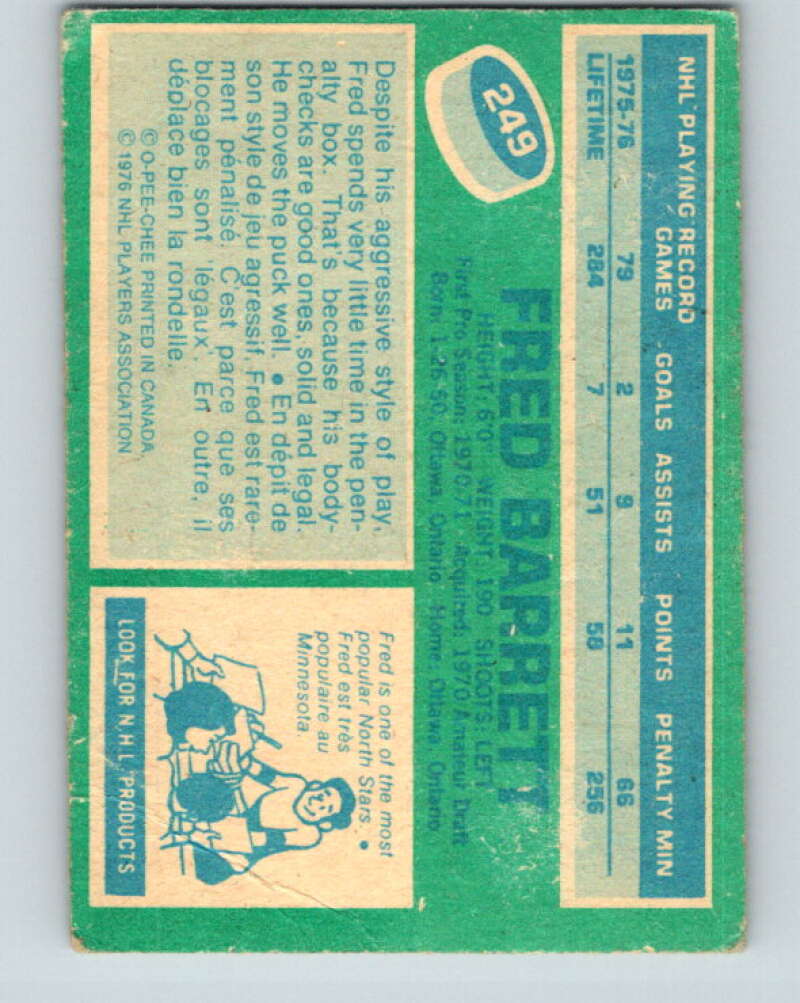 NHL PLAYING RECORD
GAMES GOALS ASSISTS POINTS PENALTY MIN
1975-76 79 2 9 11 66
LIFETIME 284 7 51 58 256
249
FRED BARRETT
HEIGHT: 6'0" WEIGHT: 190 SHOOTS: LEFT
First Pro Season: 1970/71 Acquired: 1970 Amateur Draft
Born: 1-26-50, Ottawa, Ontario Home: Ottawa, Ontario
Despite his aggressive style of play,
Fred spends very little time in the pen-
alty box. That's because his body-
checks are good ones, solid and legal.
He moves the puck well. • En dépit de
son style de jeu agressif, Fred est rare-
ment pénalisé. C'est parce que ses
blocages sont légaux. En outre, il
déplace bien la rondelle.
© O-PEE-CHEE PRINTED IN CANADA
© 1976 NHL PLAYERS ASSOCIATION
Fred is one of the most
popular North Stars. •
Fred est très
populaire au
Minnesota.
LOOK FOR N.H.L. PRODUCTS